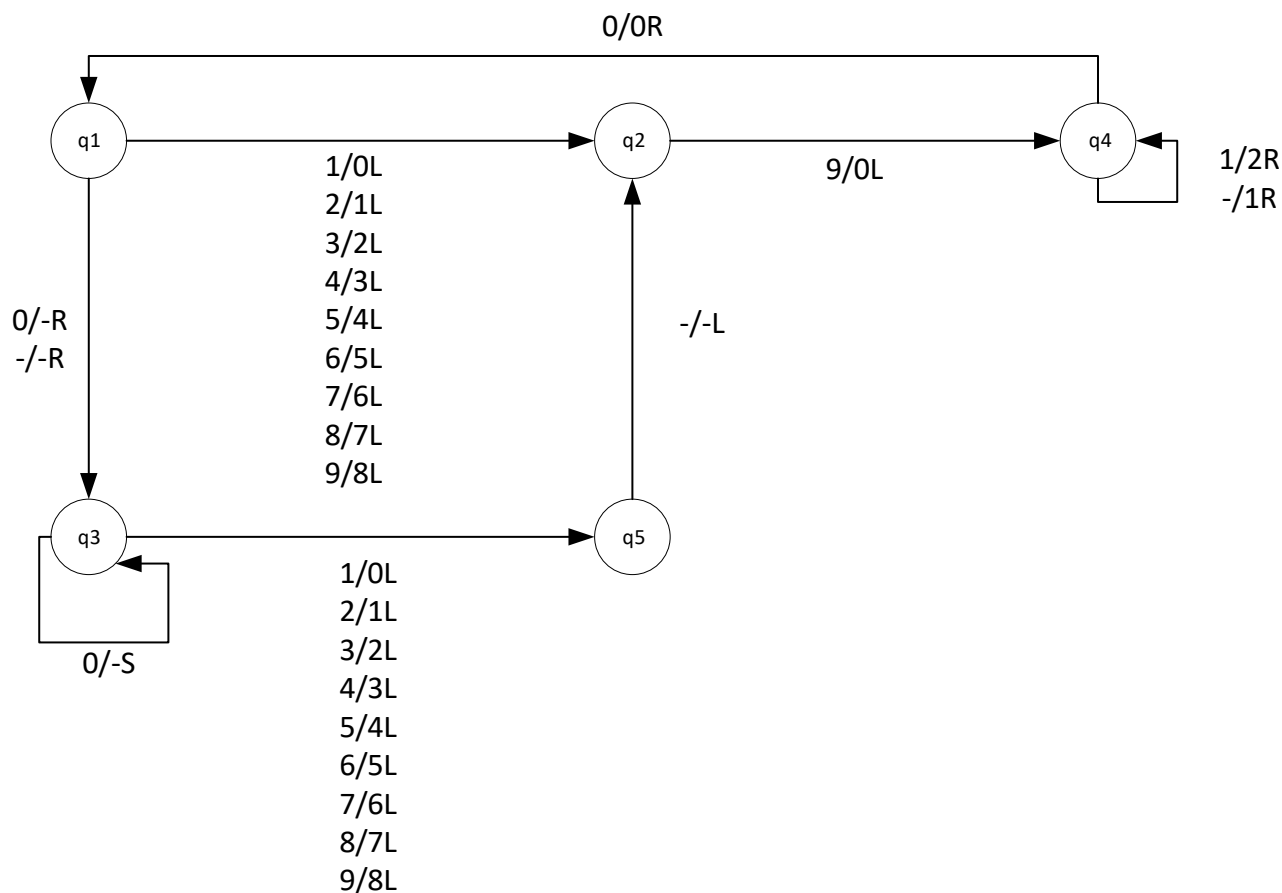 0/0R
q1
q2
q4
1/0L
2/1L
3/2L
4/3L
5/4L
6/5L
7/6L
8/7L
9/8L
9/0L
1/2R
-/1R
0/-R
-/-R
-/-L
q3
q5
0/-S
1/0L
2/1L
3/2L
4/3L
5/4L
6/5L
7/6L
8/7L
9/8L